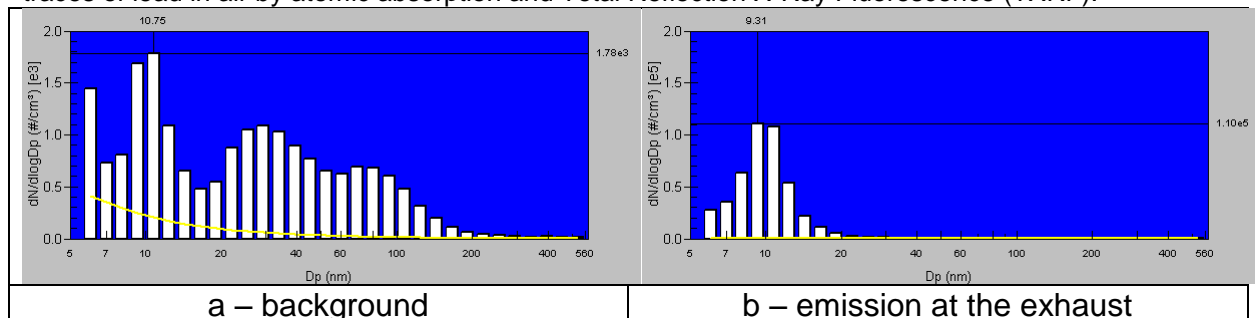 traces of lead in air by atomic absorption and Total Reflection X-Ray Fluorescence (TXRF).
10.75
2.0
1.78e3
1.5
1.0
0.5
0.0
dN/dlogDp (#/cm³) [e3]
5 7 10 20 40 60 100 200 400 560
Dp (nm)
9.31
2.0
1.5
1.10e5
1.0
0.5
0.0
dN/dlogDp (#/cm³) [e5]
5 7 10 20 40 60 100 200 400 560
Dp (nm)
a – background
b – emission at the exhaust